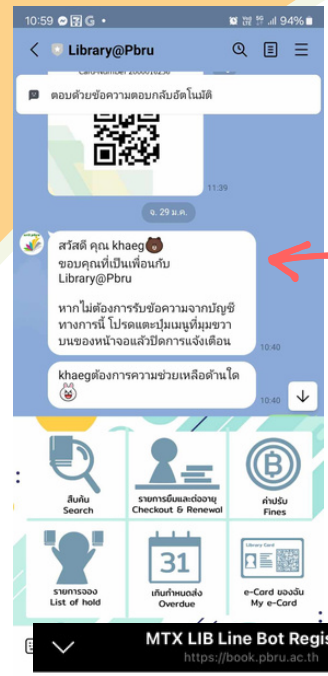 10:59
94%
Library@Pbru
ตอบด้วยข้อความตอบกลับอัตโนมัติ
11:39
จ. 29 ม.ค.
สวัสดี คุณ khaeg
ขอบคุณที่เป็นเพื่อนกับ
Library@Pbru
หากไม่ต้องการรับข้อความจากบัญชี
ทางการนี้ โปรดแตะปุ่มเมนูที่มุมขวา
บนของหน้าจอแล้วปิดการแจ้งเตือน
10:40
khaegต้องการความช่วยเหลือด้านใด
10:40
สืบค้น
Search
รายการยืมและต่ออายุ
Checkout & Renewal
ค่าปรับ
Fines
Library Card
รายการจอง
List of hold
31
เกินกำหนดส่ง
Overdue
e-Card ของฉัน
My e-Card
MTX LIB Line Bot Regis
https://book.pbru.ac.th